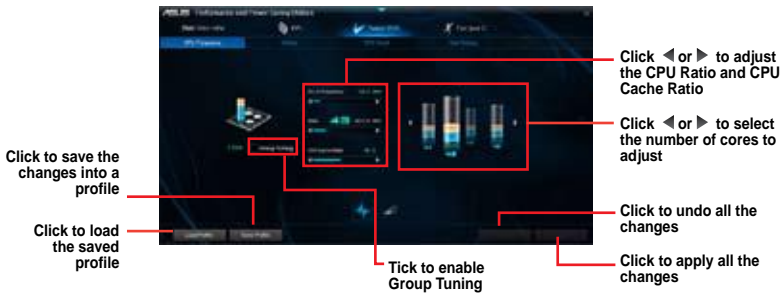 Click ◀ or ▶ to adjust
the CPU Ratio and CPU
Cache Ratio
Click ◀ or ▶ to select
the number of cores to
adjust
Click to save the
changes into a
profile
Click to load
the saved
profile
Tick to enable
Group Tuning
Click to undo all the
changes
Click to apply all the
changes
ASUS Performance and Power Saving Utilities
CPU Frequency
Group Tuning
Load Profile
Save Profile